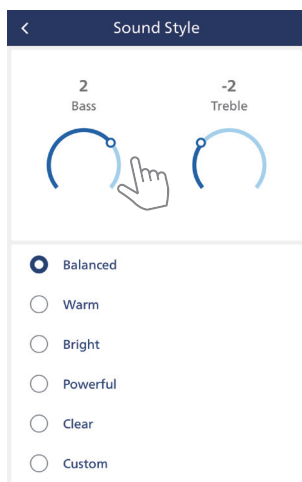 Sound Style
2
Bass
-2
Treble
Balanced
Warm
Bright
Powerful
Clear
Custom